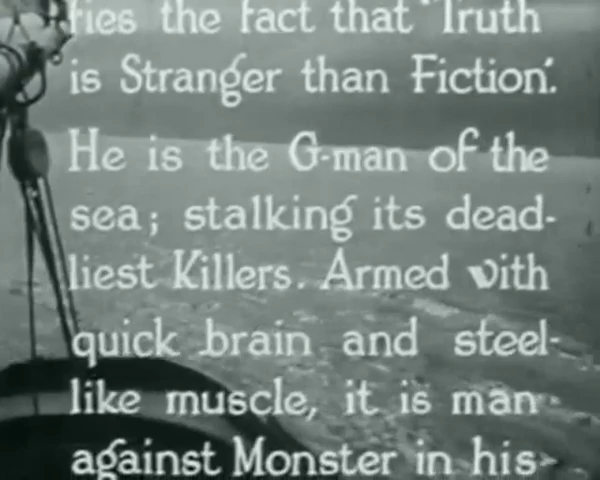 fies the fact that "Truth
is Stranger than Fiction".
He is the G-man of the
sea; stalking its dead-
liest Killers. Armed with
quick brain and steel-
like muscle, it is man
against Monster in his